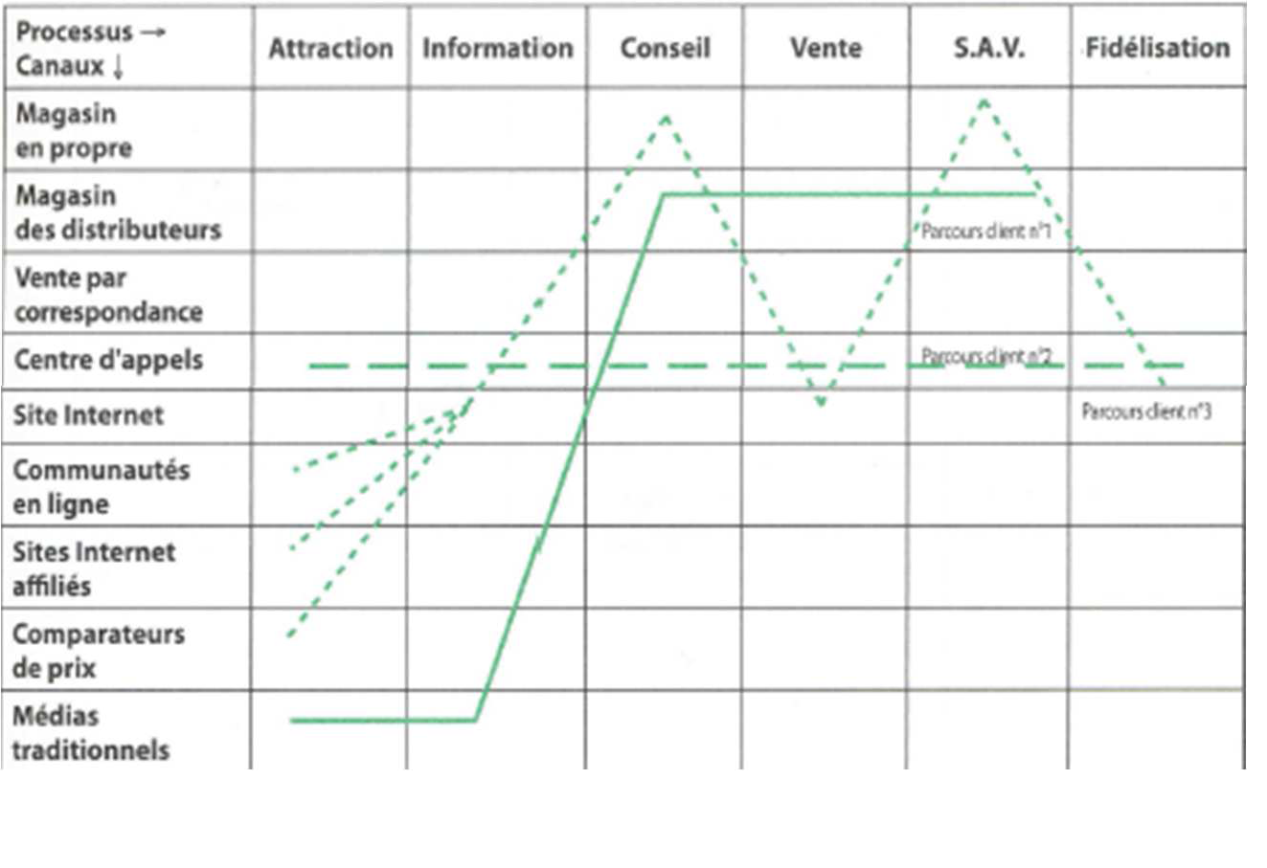 Processus →
Canaux ↓
Attraction
Information
Conseil
Vente
S.A.V.
Fidélisation
Magasin
en propre
Magasin
des distributeurs
Parcours client n°1
Vente par
correspondance
Centre d'appels
Parcours client n°2
Site Internet
Parcours client n°3
Communautés
en ligne
Sites Internet
affiliés
Comparateurs
de prix
Médias
traditionnels